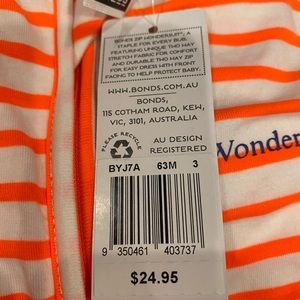 BONDS ZIP WONDERSUIT, A
STAPLE FOR EVERY BUB.
FEATURING UNIQUE TWO WAY
STRETCH FABRIC FOR COMFORT
AND DURABLE TWO WAY ZIP
FOR EASY DRESS WITH FRONT
FACING TO HELP PROTECT BABY.
WWW.BONDS.COM.AU
BONDS,
115 COTHAM ROAD, KEW,
VIC, 3101, AUSTRALIA
PLEASE RECYCLE
AU DESIGN
REGISTERED
Wonder
BYJ7A 63M 3
9 350461 403737
$24.95